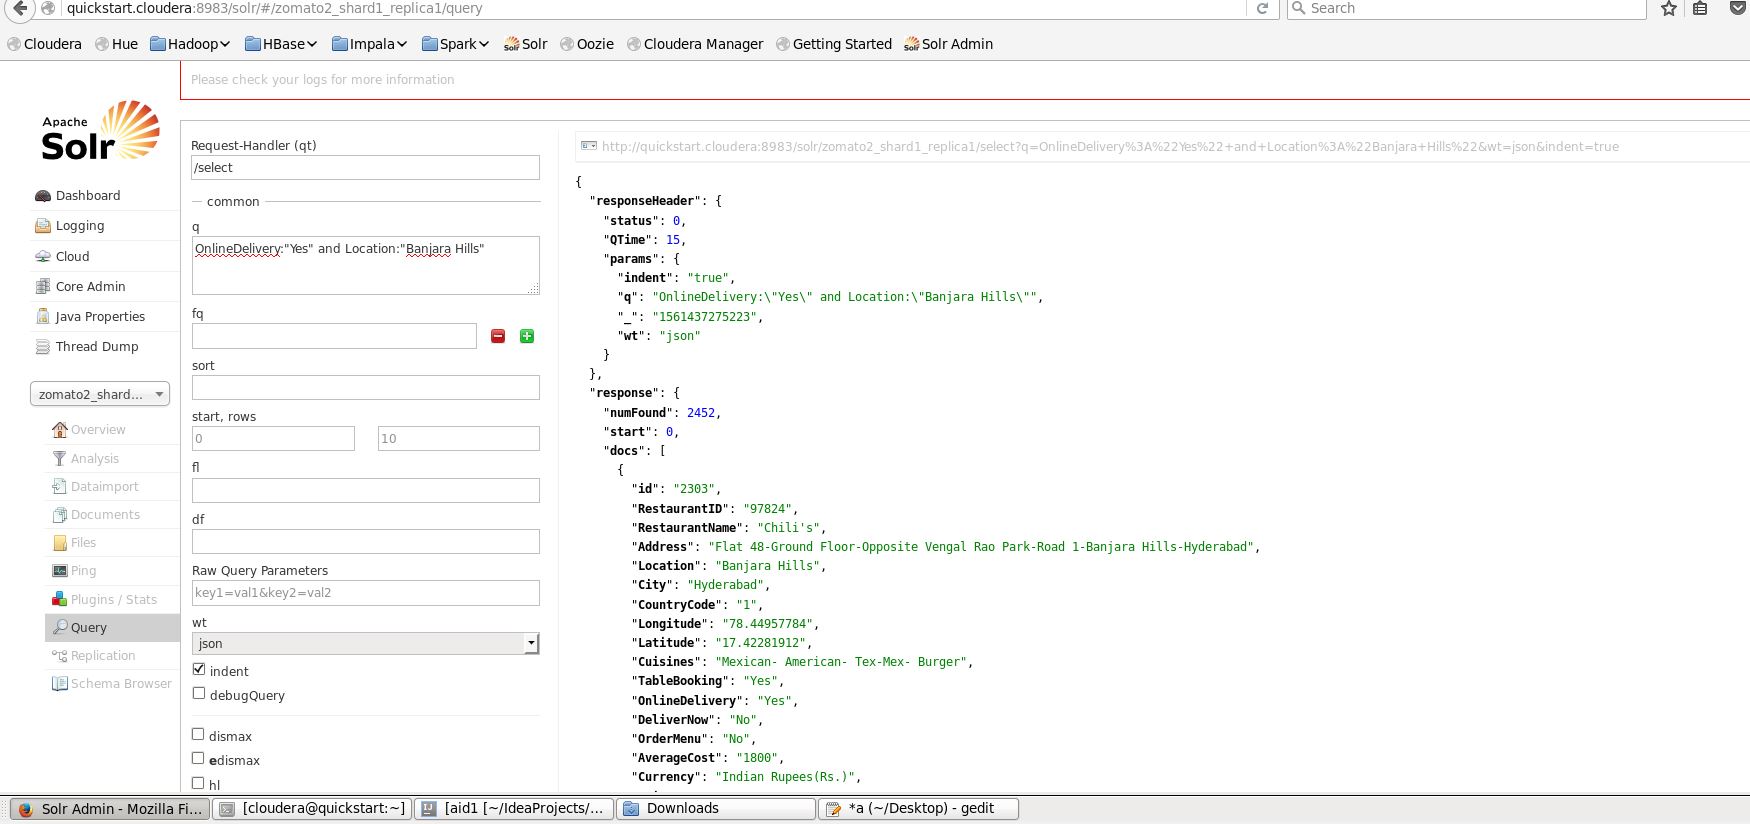 quickstart.cloudera:8983/solr/#/zomato2_shard1_replica1/query
Search
Cloudera Hue Hadoop HBase Impala Spark Solr Oozie Cloudera Manager Getting Started Solr Admin
Please check your logs for more information
Apache
Solr
Dashboard
Logging
Cloud
Core Admin
Java Properties
Thread Dump
zomato2_shard...
Overview
Analysis
Dataimport
Documents
Files
Ping
Plugins / Stats
Query
Replication
Schema Browser
Request-Handler (qt)
/select
common
q
OnlineDelivery:"Yes" and Location:"Banjara Hills"
fq
sort
start, rows
0
10
fl
df
Raw Query Parameters
key1=val1&key2=val2
wt
json
indent
debugQuery
dismax
edismax
hl
http://quickstart.cloudera:8983/solr/zomato2_shard1_replica1/select?q=OnlineDelivery%3A%22Yes%22+and+Location%3A%22Banjara+Hills%22&wt=json&indent=true
{
"responseHeader": {
"status": 0,
"QTime": 15,
"params": {
"indent": "true",
"q": "OnlineDelivery:\"Yes\" and Location:\"Banjara Hills\"",
"_": "1561437275223",
"wt": "json"
}
},
"response": {
"numFound": 2452,
"start": 0,
"docs": [
{
"id": "2303",
"RestaurantID": "97824",
"RestaurantName": "Chili's",
"Address": "Flat 48-Ground Floor-Opposite Vengal Rao Park-Road 1-Banjara Hills-Hyderabad",
"Location": "Banjara Hills",
"City": "Hyderabad",
"CountryCode": "1",
"Longitude": "78.44957784",
"Latitude": "17.42281912",
"Cuisines": "Mexican- American- Tex-Mex- Burger",
"TableBooking": "Yes",
"OnlineDelivery": "Yes",
"DeliverNow": "No",
"OrderMenu": "No",
"AverageCost": "1800",
"Currency": "Indian Rupees(Rs.)",
Solr Admin - Mozilla Fi... [cloudera@quickstart:~] [aid1 [~/IdeaProjects/... Downloads *a (~/Desktop) - gedit